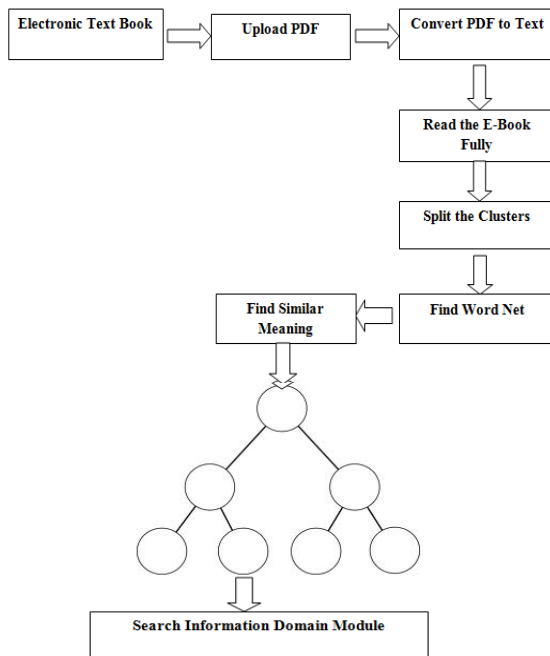 Electronic Text Book
Upload PDF
Convert PDF to Text
Read the E-Book
Fully
Split the Clusters
Find Word Net
Find Similar
Meaning
Search Information Domain Module